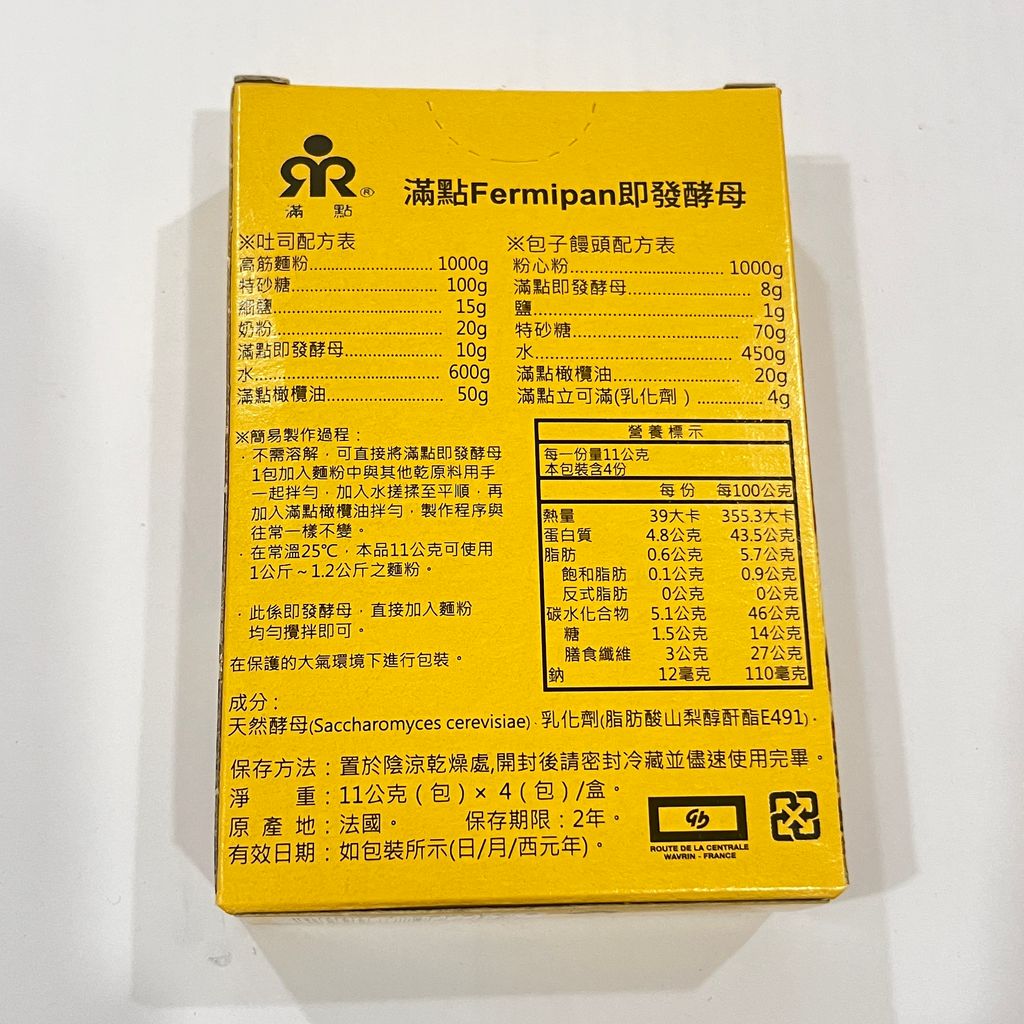 滿點
滿點Fermipan即發酵母
※吐司配方表
高筋麵粉............................ 1000g
特砂糖................................... 100g
細鹽...................................... 15g
奶粉...................................... 20g
滿點即發酵母...................... 10g
水.......................................... 600g
滿點橄欖油.......................... 50g
※包子饅頭配方表
粉心粉.................................... 1000g
滿點即發酵母............................ 8g
鹽.................................................. 1g
特砂糖......................................... 70g
水............................................... 450g
滿點橄欖油............................. 20g
滿點立可滿(乳化劑)............... 4g
※簡易製作過程：
．不需溶解，可直接將滿點即發酵母
1包加入麵粉中與其他乾原料用手
一起拌勻，加入水搓揉至平順，再
加入滿點橄欖油拌勻，製作程序與
往常一樣不變。
．在常溫25℃，本品11公克可使用
1公斤～1.2公斤之麵粉。
．此係即發酵母，直接加入麵粉
均勻攪拌即可。
在保護的大氣環境下進行包裝。
營養標示
每一份量11公克
本包裝含4份
每份 每100公克
熱量 39大卡 355.3大卡
蛋白質 4.8公克 43.5公克
脂肪 0.6公克 5.7公克
飽和脂肪 0.1公克 0.9公克
反式脂肪 0公克 0公克
碳水化合物 5.1公克 46公克
糖 1.5公克 14公克
膳食纖維 3公克 27公克
鈉 12毫克 110毫克
成分：
天然酵母(Saccharomyces cerevisiae)．乳化劑(脂肪酸山梨醇酐酯E491)．
保存方法：置於陰涼乾燥處,開封後請密封冷藏並儘速使用完畢。
淨 重：11公克（包）× 4（包）/盒。
原 產 地：法國。 保存期限：2年。
有效日期：如包裝所示(日/月/西元年)。
gb
ROUTE DE LA CENTRALE
WAVRIN - FRANCE